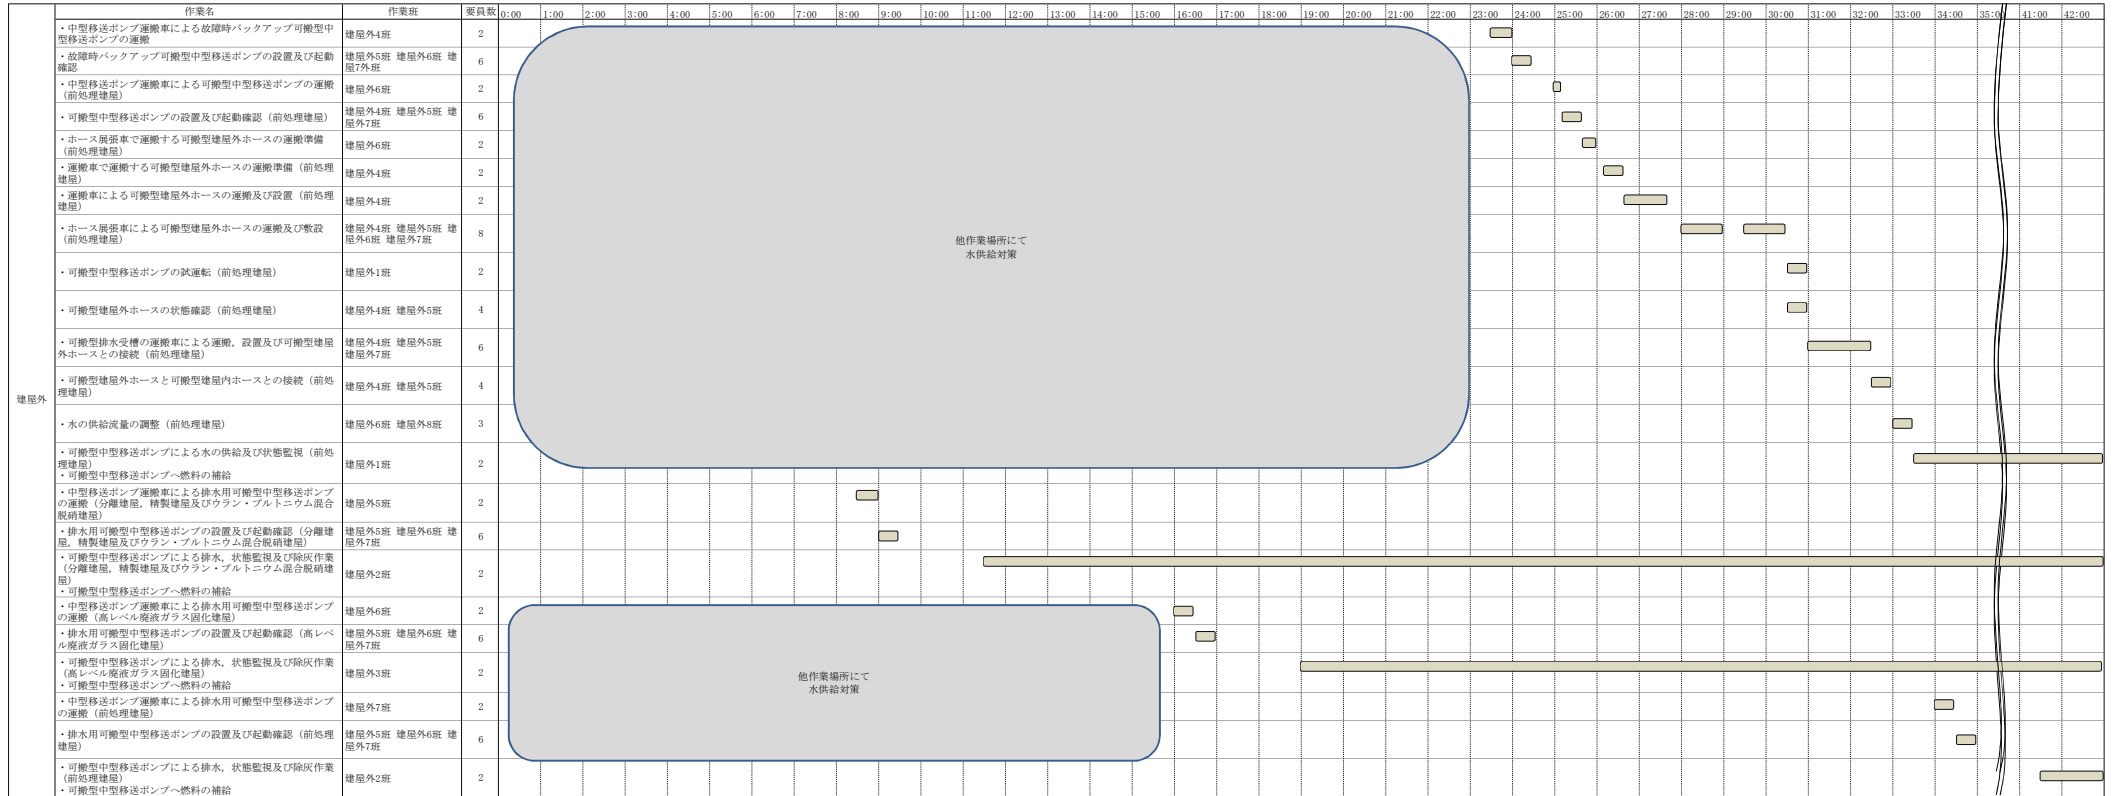 作業名 作業班 要員数 0:00 1:00 2:00 3:00 4:00 5:00 6:00 7:00 8:00 9:00 10:00 11:00 12:00 13:00 14:00 15:00 16:00 17:00 18:00 19:00 20:00 21:00 22:00 23:00 24:00 25:00 26:00 27:00 28:00 29:00 30:00 31:00 32:00 33:00 34:00 35:00 41:00 42:00
建屋外
・中型移送ポンプ運搬車による故障時バックアップ可搬型中
型移送ポンプの運搬
建屋外4班
2
・故障時バックアップ可搬型中型移送ポンプの設置及び起動
確認
建屋外5班 建屋外6班 建
屋7外班
6
・中型移送ポンプ運搬車による可搬型中型移送ポンプの運搬
（前処理建屋）
建屋外6班
2
・可搬型中型移送ポンプの設置及び起動確認（前処理建屋）
建屋外4班 建屋外5班 建
屋外7班
6
・ホース展張車で運搬する可搬型建屋外ホースの運搬準備
（前処理建屋）
建屋外6班
2
・運搬車で運搬する可搬型建屋外ホースの運搬準備（前処理
建屋）
建屋外4班
2
・運搬車による可搬型建屋外ホースの運搬及び設置（前処理
建屋）
建屋外4班
2
・ホース展張車による可搬型建屋外ホースの運搬及び敷設
（前処理建屋）
建屋外4班 建屋外5班 建
屋外6班 建屋外7班
8
他作業場所にて
水供給対策
・可搬型中型移送ポンプの試運転（前処理建屋）
建屋外1班
2
・可搬型建屋外ホースの状態確認（前処理建屋）
建屋外4班 建屋外5班
4
・可搬型排水受槽の運搬車による運搬，設置及び可搬型建屋
外ホースとの接続（前処理建屋）
建屋外4班 建屋外5班
建屋外7班
6
・可搬型建屋外ホースと可搬型建屋内ホースとの接続（前処
理建屋）
建屋外4班 建屋外5班
4
・水の供給流量の調整（前処理建屋）
建屋外6班 建屋外8班
3
・可搬型中型移送ポンプによる水の供給及び状態監視（前処
理建屋）
・可搬型中型移送ポンプへ燃料の補給
建屋外1班
2
・中型移送ポンプ運搬車による排水用可搬型中型移送ポンプ
の運搬（分離建屋，精製建屋及びウラン・プルトニウム混合
脱硝建屋）
建屋外5班
2
・排水用可搬型中型移送ポンプの設置及び起動確認（分離建
屋，精製建屋及びウラン・プルトニウム混合脱硝建屋）
建屋外5班 建屋外6班 建
屋外7班
6
・可搬型中型移送ポンプによる排水，状態監視及び除灰作業
（分離建屋，精製建屋及びウラン・プルトニウム混合脱硝建
屋）
・可搬型中型移送ポンプへ燃料の補給
建屋外2班
2
・中型移送ポンプ運搬車による排水用可搬型中型移送ポンプ
の運搬（高レベル廃液ガラス固化建屋）
建屋外6班
2
・排水用可搬型中型移送ポンプの設置及び起動確認（高レベ
ル廃液ガラス固化建屋）
建屋外5班 建屋外6班 建
屋外7班
6
・可搬型中型移送ポンプによる排水，状態監視及び除灰作業
（高レベル廃液ガラス固化建屋）
・可搬型中型移送ポンプへ燃料の補給
建屋外3班
2
他作業場所にて
水供給対策
・中型移送ポンプ運搬車による排水用可搬型中型移送ポンプ
の運搬（前処理建屋）
建屋外7班
2
・排水用可搬型中型移送ポンプの設置及び起動確認（前処理
建屋）
建屋外5班 建屋外6班 建
屋外7班
6
・可搬型中型移送ポンプによる排水，状態監視及び除灰作業
（前処理建屋）
・可搬型中型移送ポンプへ燃料の補給
建屋外2班
2